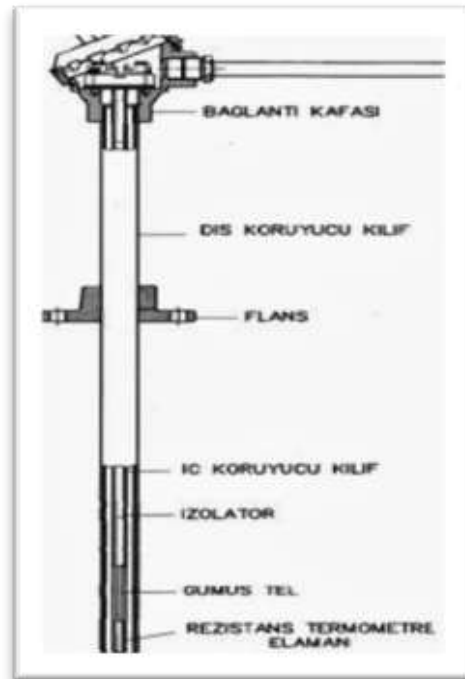 BAGLANTI KAFASI
DIS KORUYUCU KILIF
FLANS
IC KORUYUCU KILIF
IZOLATOR
GUMUS TEL
REZISTANS TERMOMETRE
ELAMANI